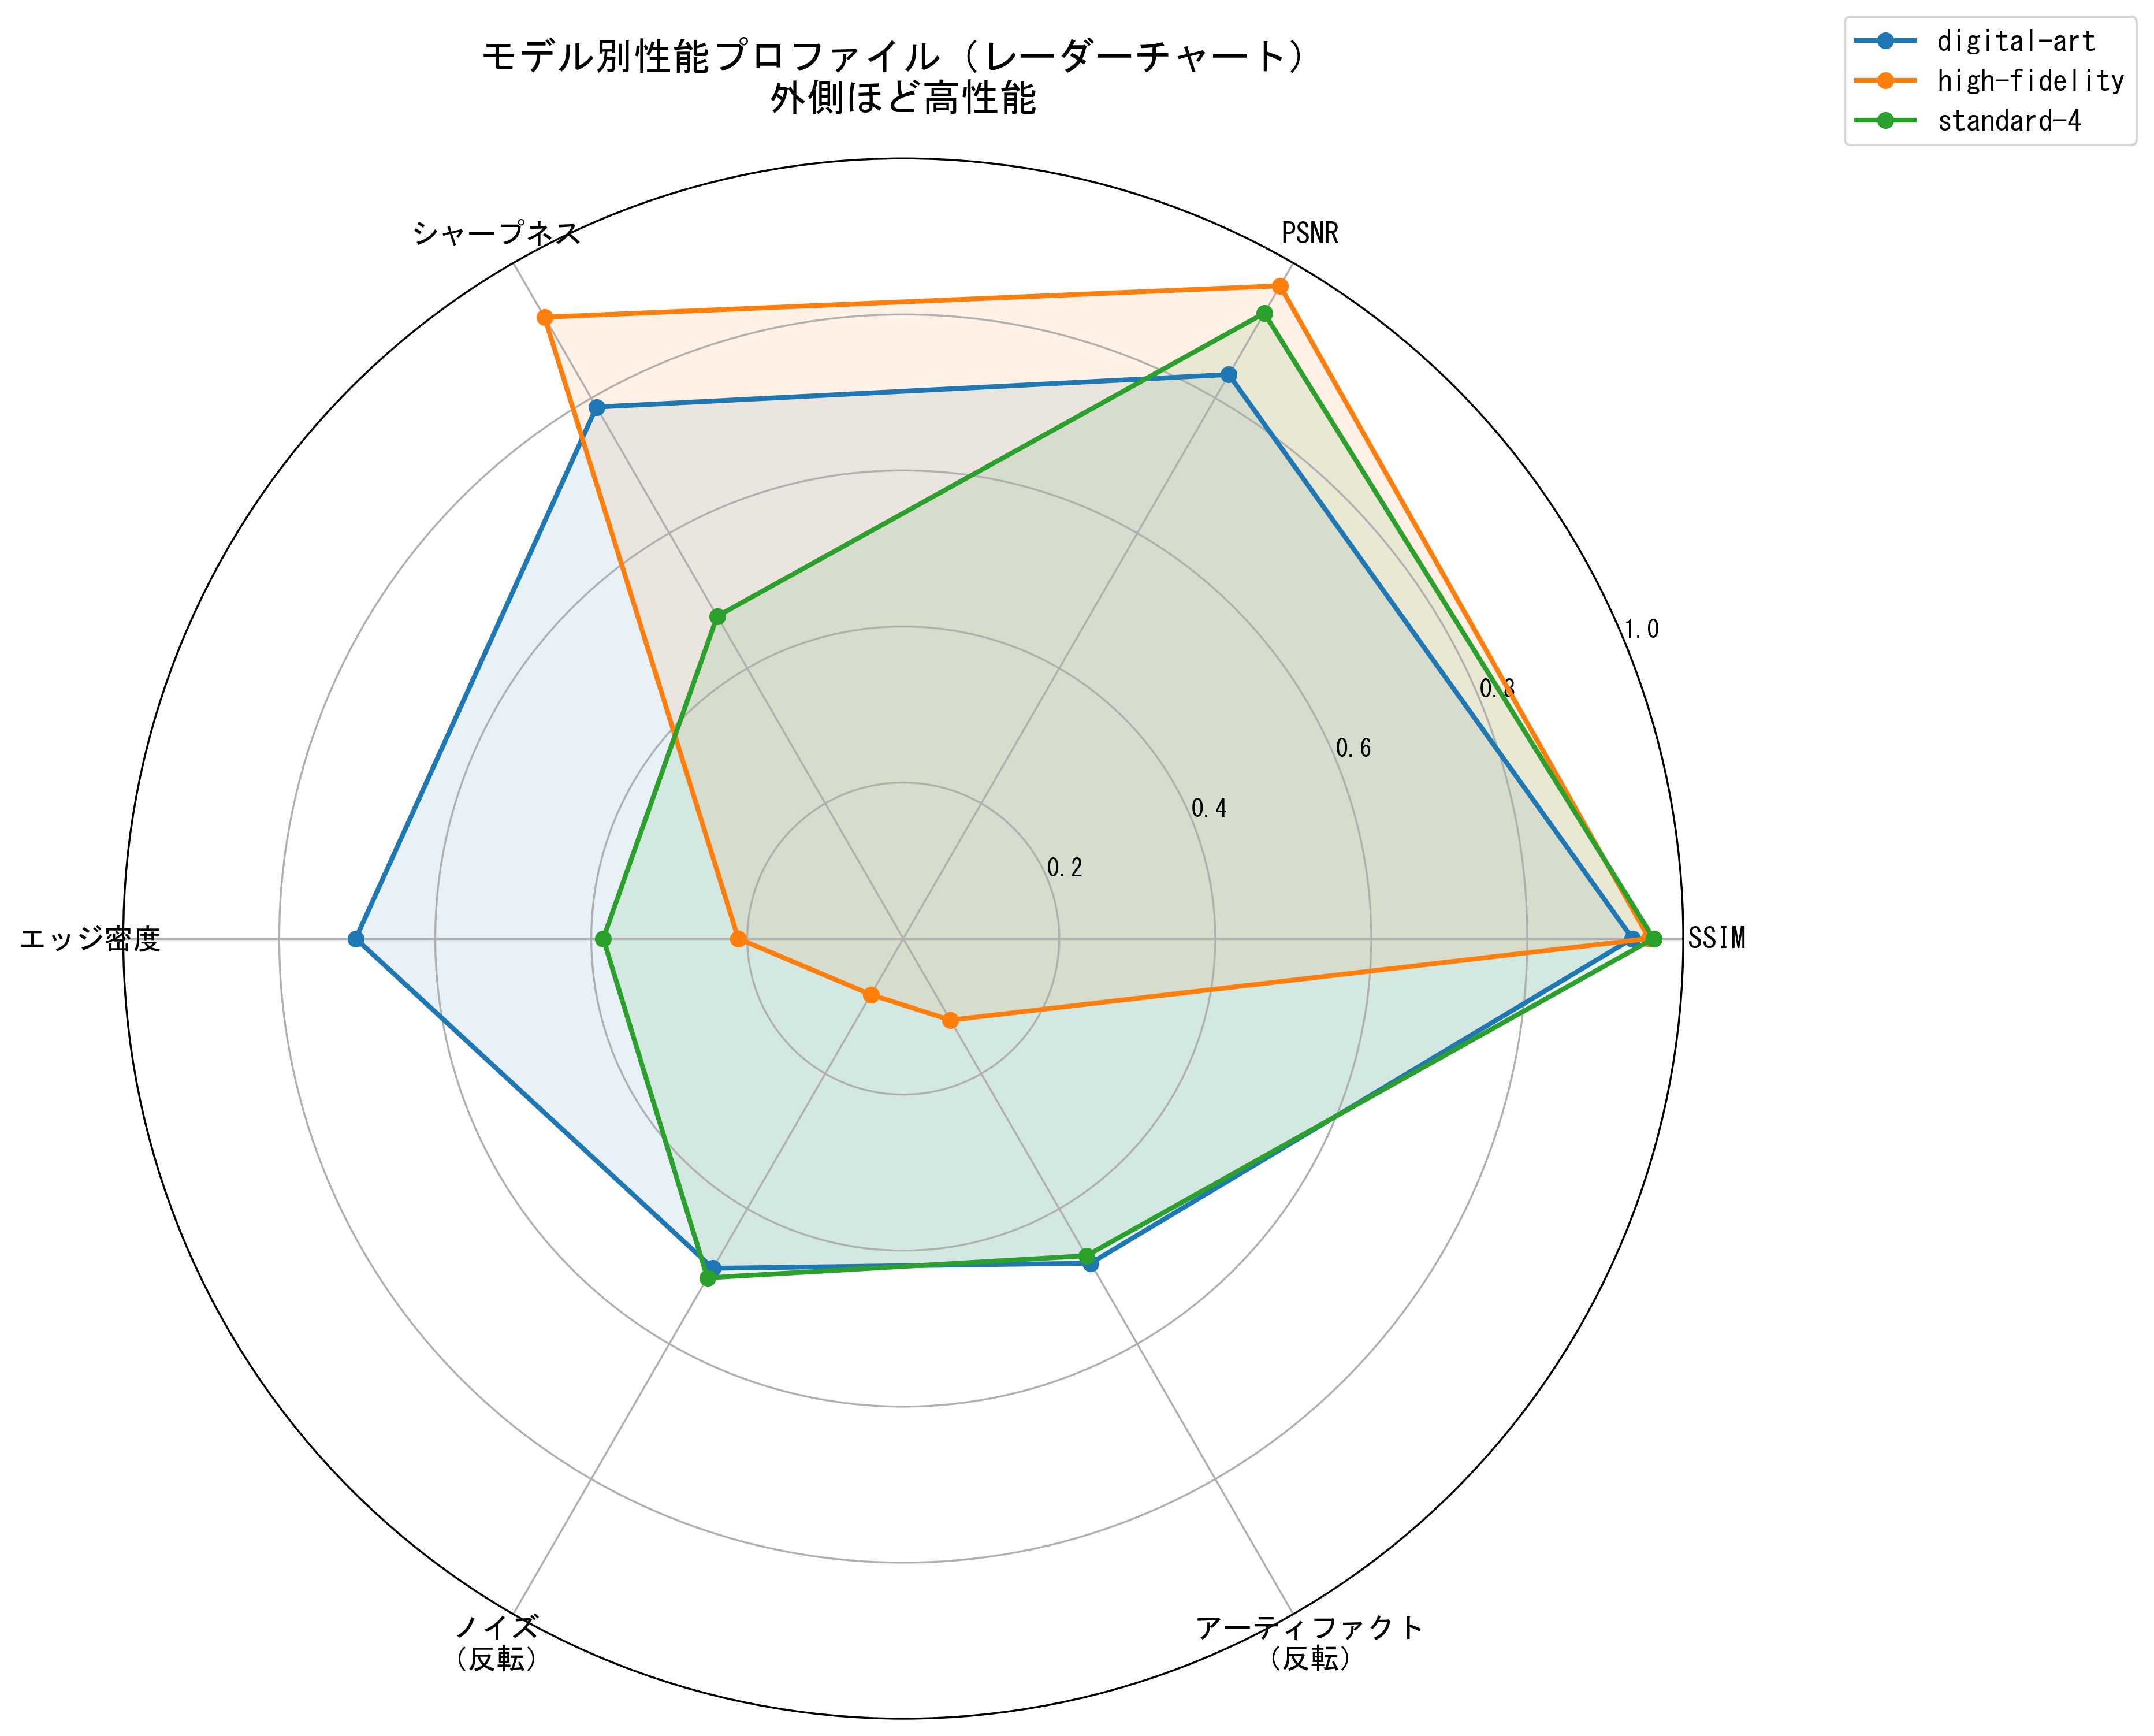 モデル別性能プロファイル（レーダーチャート）
外側ほど高性能
digital-art
high-fidelity
standard-4
シャープネス
PSNR
1.0
0.8
0.6
0.4
0.2
エッジ密度
SSIM
ノイズ
（反転）
アーティファクト
（反転）